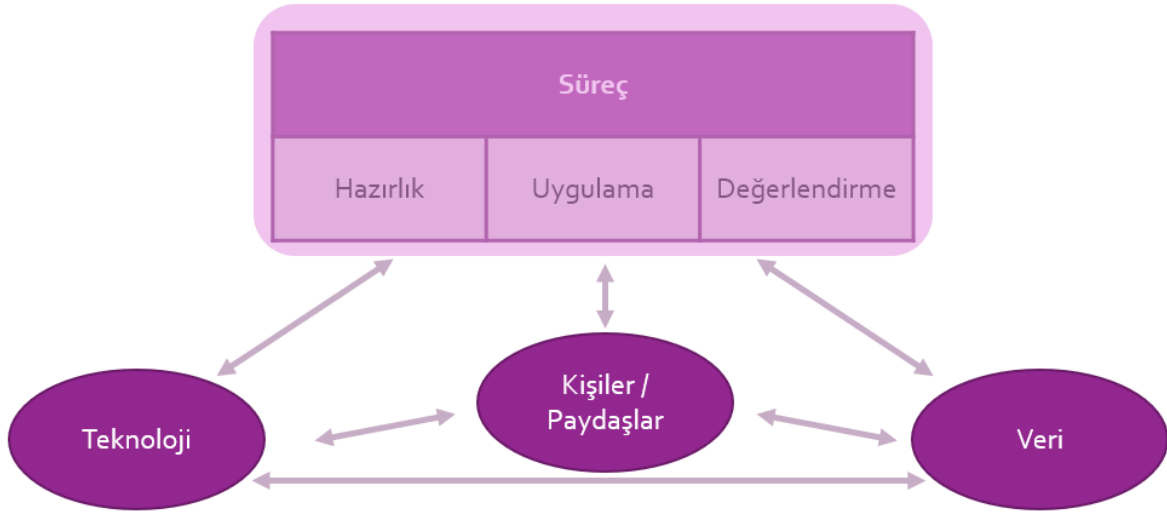 Süreç
Hazırlık
Uygulama
Değerlendirme
Kişiler /
Paydaşlar
Teknoloji
Veri